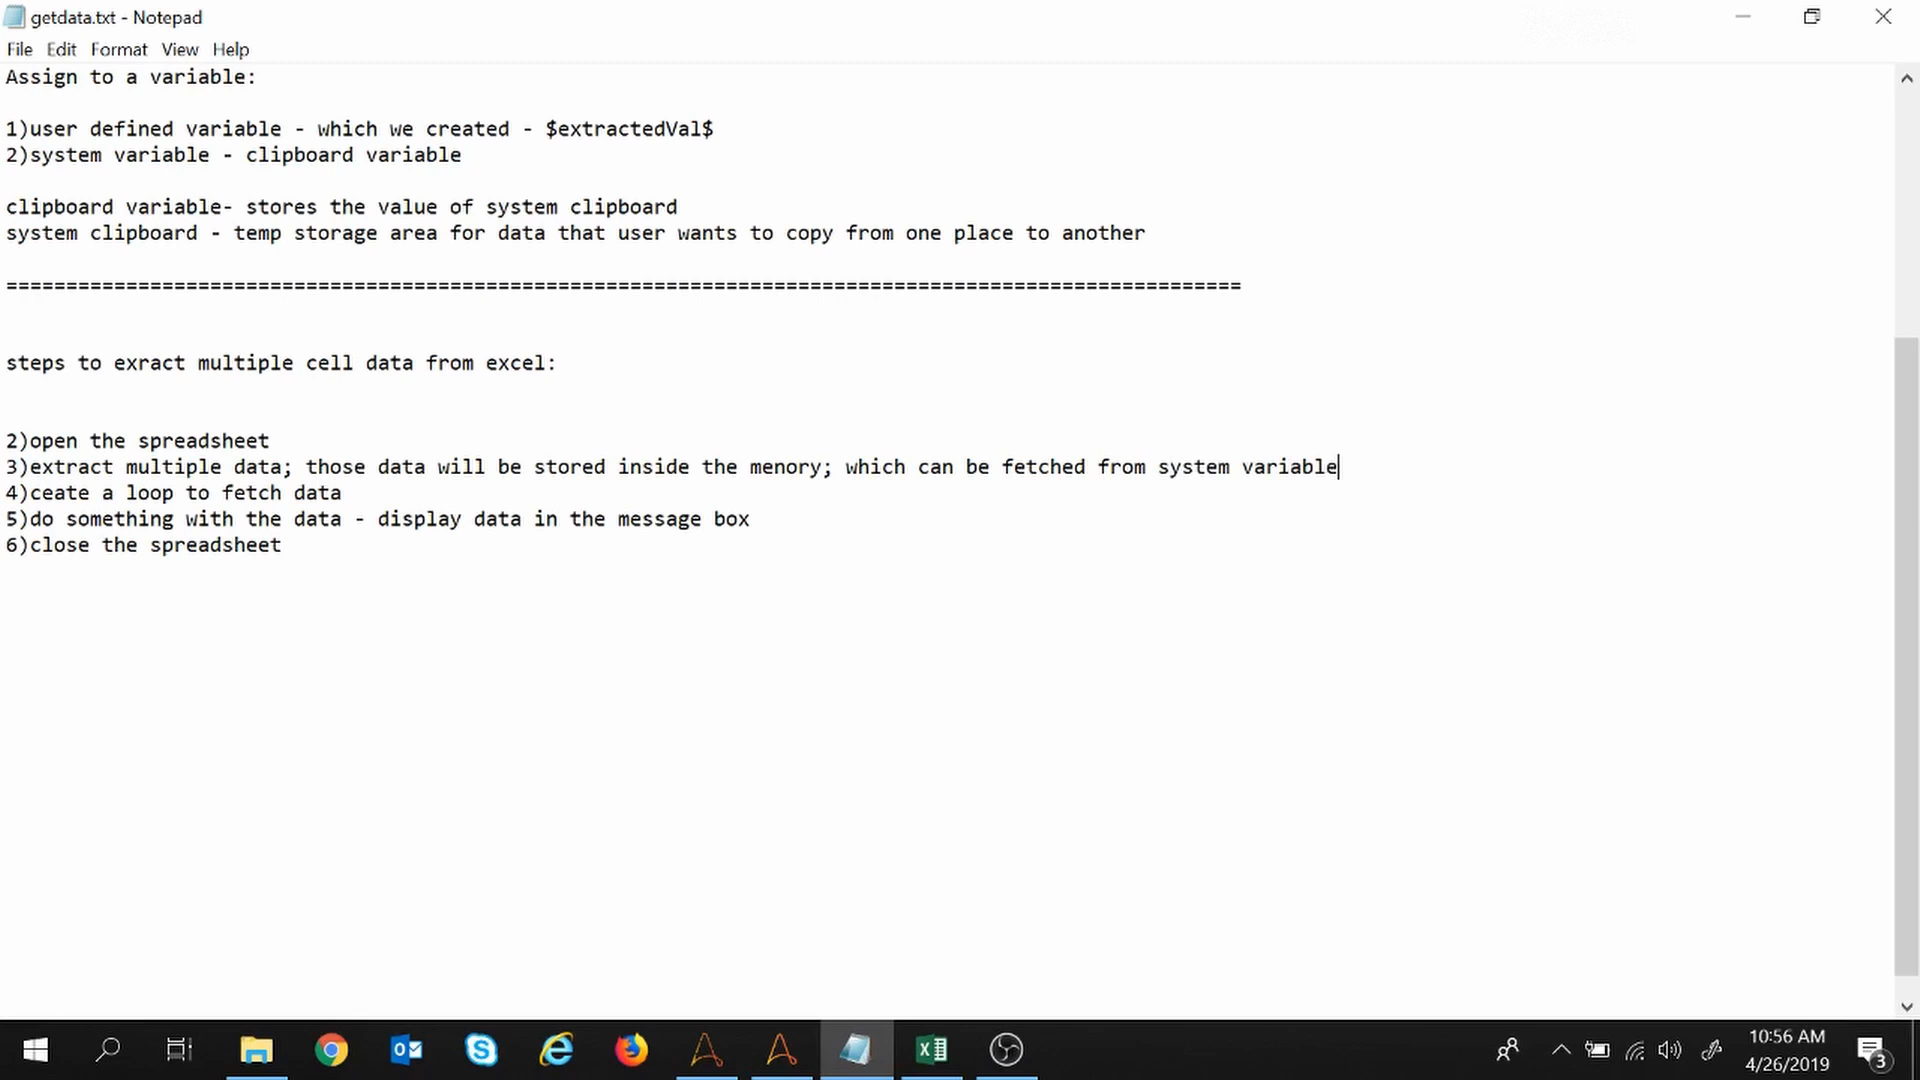 getdata.txt - Notepad
File Edit Format View Help
Assign to a variable:
1)user defined variable - which we created - $extractedVal$
2)system variable - clipboard variable
clipboard variable- stores the value of system clipboard
system clipboard - temp storage area for data that user wants to copy from one place to another
=======================================================================================================
steps to exract multiple cell data from excel:
2)open the spreadsheet
3)extract multiple data; those data will be stored inside the menory; which can be fetched from system variable
4)ceate a loop to fetch data
5)do something with the data - display data in the message box
6)close the spreadsheet
10:56 AM
4/26/2019
3